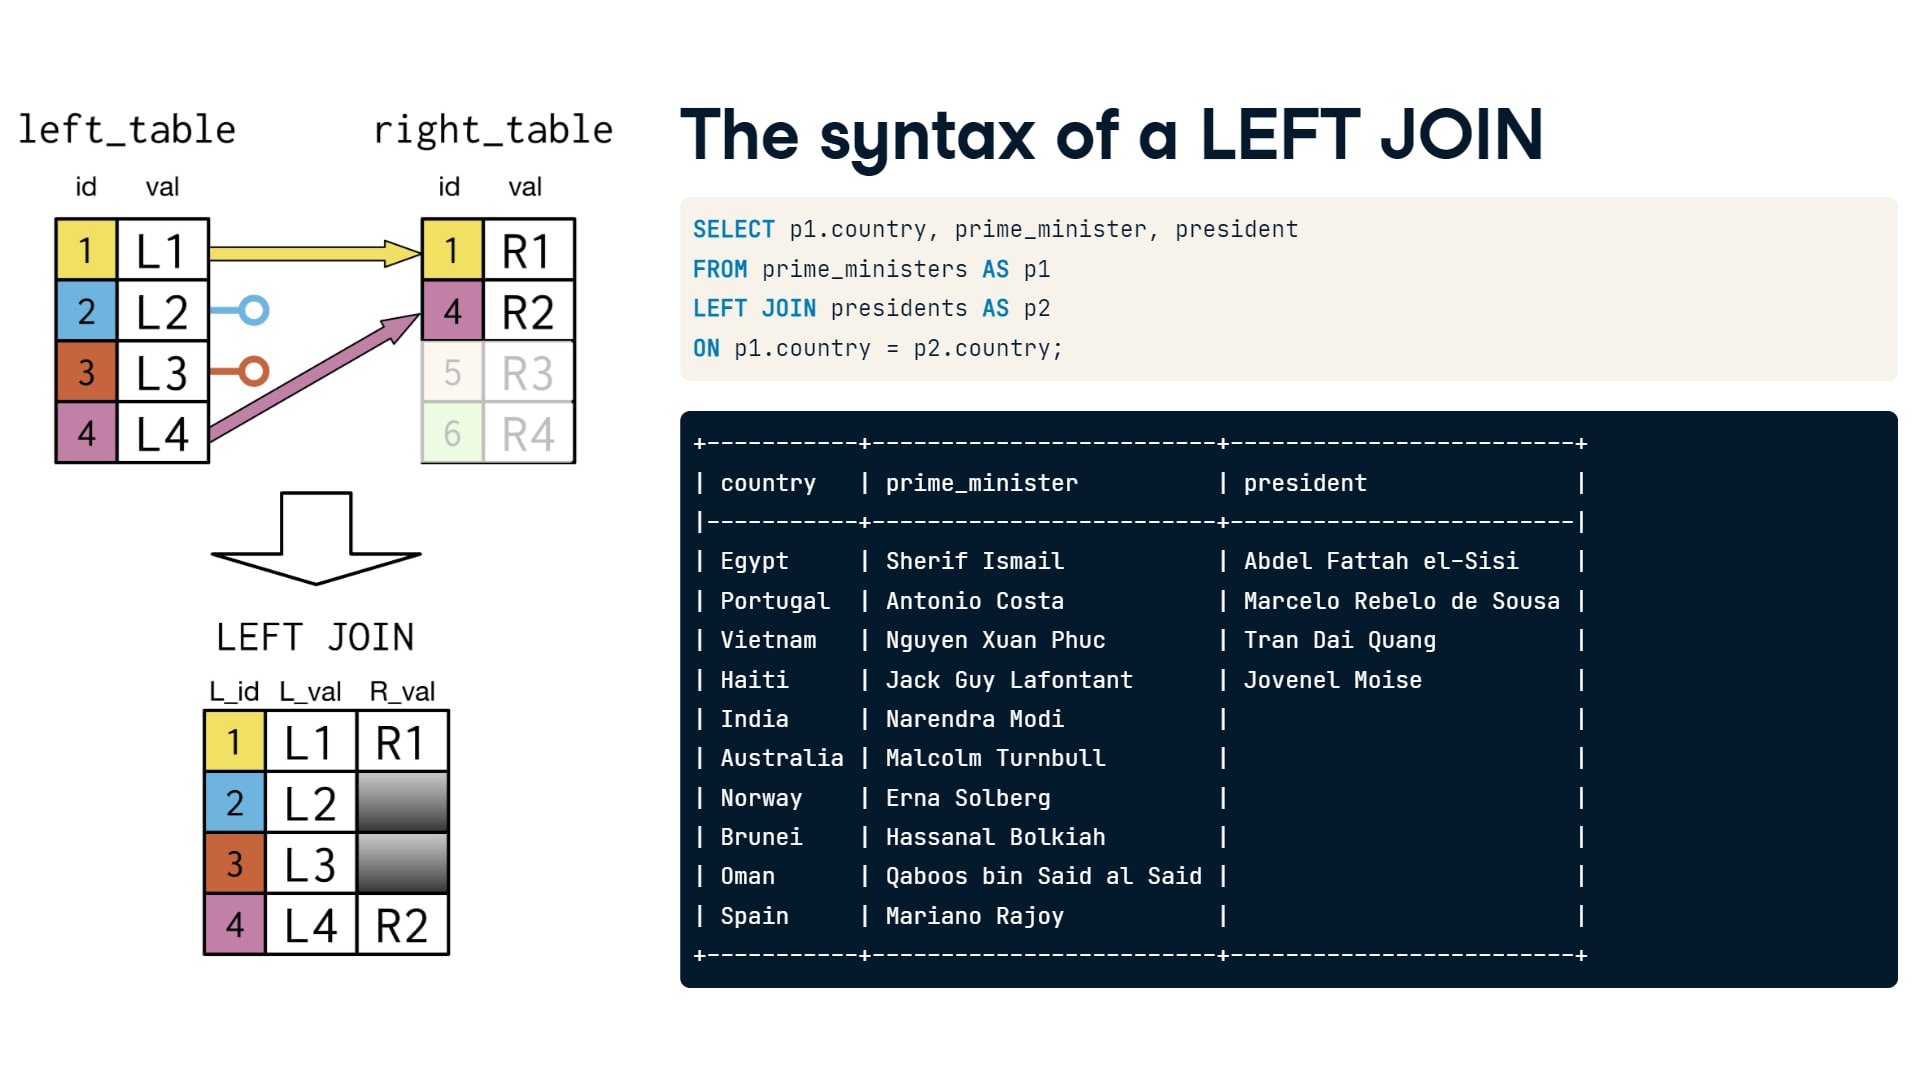 left_table
right_table
id val
id val
1 L1
1 R1
2 L2
4 R2
3 L3
5 R3
4 L4
6 R4
LEFT JOIN
L_id L_val R_val
1 L1 R1
2 L2
3 L3
4 L4 R2
The syntax of a LEFT JOIN
SELECT p1.country, prime_minister, president
FROM prime_ministers AS p1
LEFT JOIN presidents AS p2
ON p1.country = p2.country;
+-----------+-------------------------+-------------------------+
| country   | prime_minister          | president               |
|-----------+-------------------------+-------------------------|
| Egypt     | Sherif Ismail           | Abdel Fattah el-Sisi    |
| Portugal  | Antonio Costa           | Marcelo Rebelo de Sousa |
| Vietnam   | Nguyen Xuan Phuc        | Tran Dai Quang          |
| Haiti     | Jack Guy Lafontant      | Jovenel Moise           |
| India     | Narendra Modi           |                         |
| Australia | Malcolm Turnbull        |                         |
| Norway    | Erna Solberg            |                         |
| Brunei    | Hassanal Bolkiah        |                         |
| Oman      | Qaboos bin Said al Said |                         |
| Spain     | Mariano Rajoy           |                         |
+-----------+-------------------------+-------------------------+